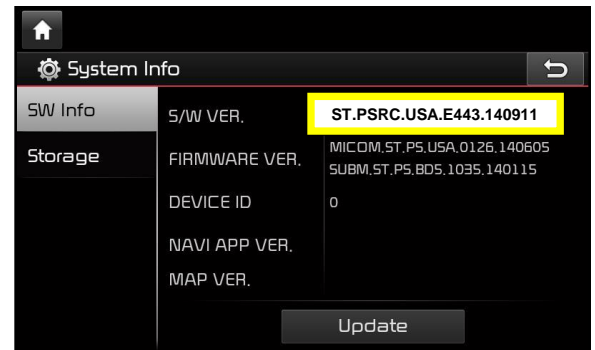 System Info
SW Info
Storage
S/W VER.
ST.PSRC.USA.E443.140911
FIRMWARE VER.
MICOM.ST.PS.USA.0126.140605
SUBM.ST.PS.BD5.1035.140115
DEVICE ID
0
NAVI APP VER.
MAP VER.
Update